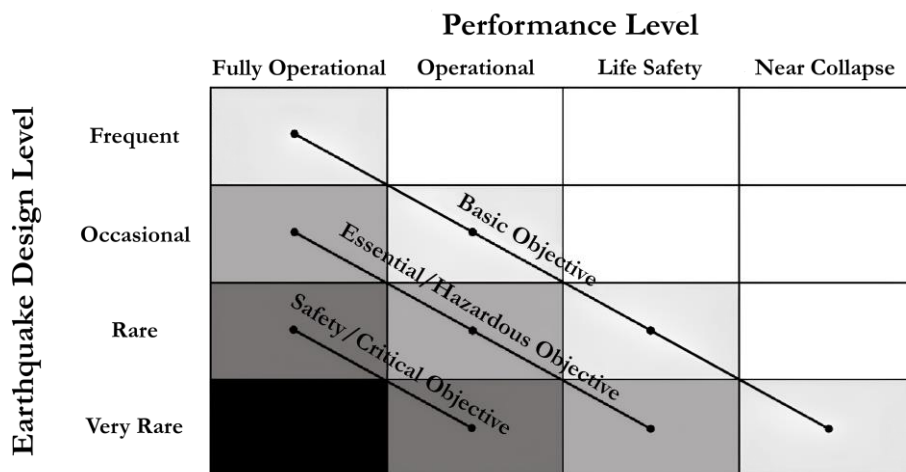 Performance Level
Fully Operational Operational Life Safety Near Collapse
Earthquake Design Level
Frequent
Occasional
Rare
Very Rare
Basic Objective
Essential/Hazardous Objective
Safety/Critical Objective